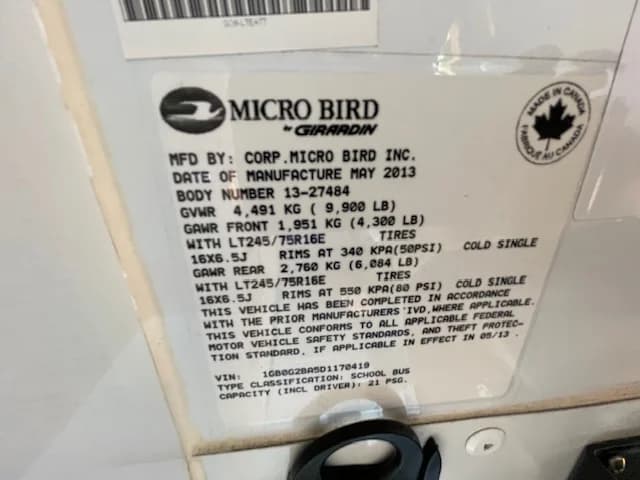 MICRO BIRD
by GIRARDIN
MADE IN CANADA
FABRIQUE AU CANADA
MFD BY: CORP.MICRO BIRD INC.
DATE OF MANUFACTURE MAY 2013
BODY NUMBER 13-27484
GVWR 4,491 KG ( 9,900 LB)
GAWR FRONT 1,951 KG (4,300 LB)
WITH LT245/75R16E TIRES
16X6.5J RIMS AT 340 KPA(50PSI) COLD SINGLE
GAWR REAR 2,760 KG (6,084 LB)
WITH LT245/75R16E TIRES
16X6.5J RIMS AT 550 KPA(80 PSI) COLD SINGLE
THIS VEHICLE HAS BEEN COMPLETED IN ACCORDANCE
WITH THE PRIOR MANUFACTURERS'IVD,WHERE APPLICABLE.
THIS VEHICLE CONFORMS TO ALL APPLICABLE FEDERAL
MOTOR VEHICLE SAFETY STANDARDS, AND THEFT PROTEC-
TION STANDARD, IF APPLICABLE IN EFFECT IN 05/13 .
VIN: 1GB0G2BA5D1170419
TYPE CLASSIFICATION: SCHOOL BUS
CAPACITY (INCL DRIVER): 21 PSG.